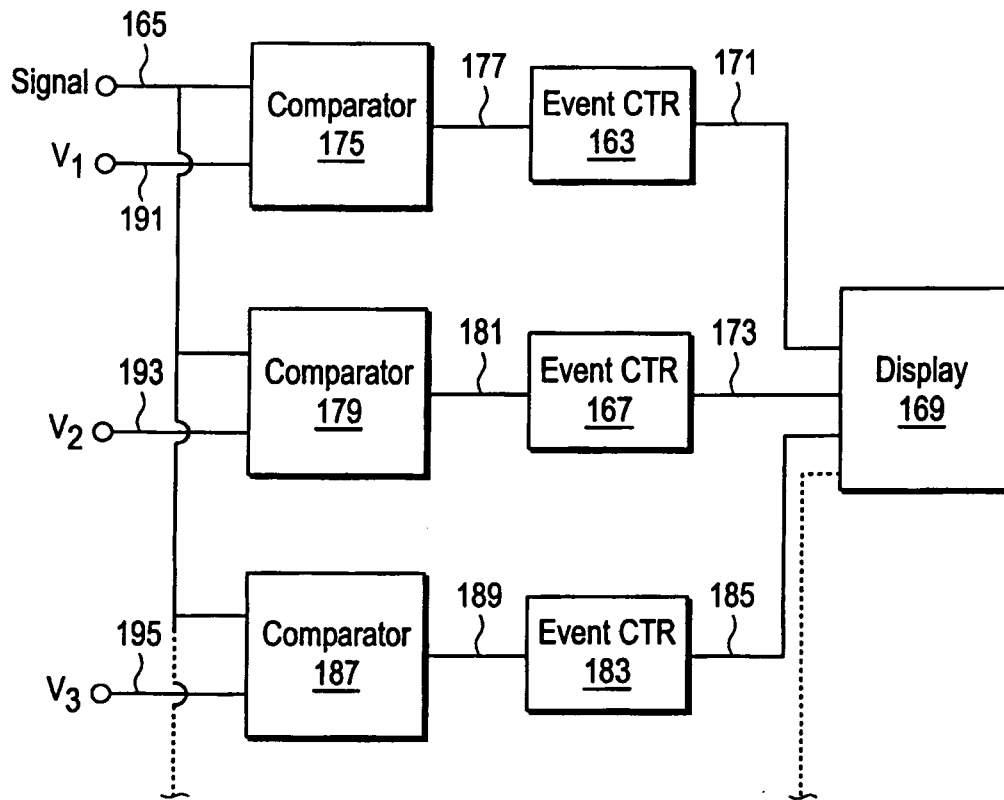 165
Signal
Comparator
175
177
Event CTR
163
171
V1
191
193
V2
Comparator
179
181
Event CTR
167
173
Display
169
195
V3
Comparator
187
189
Event CTR
183
185